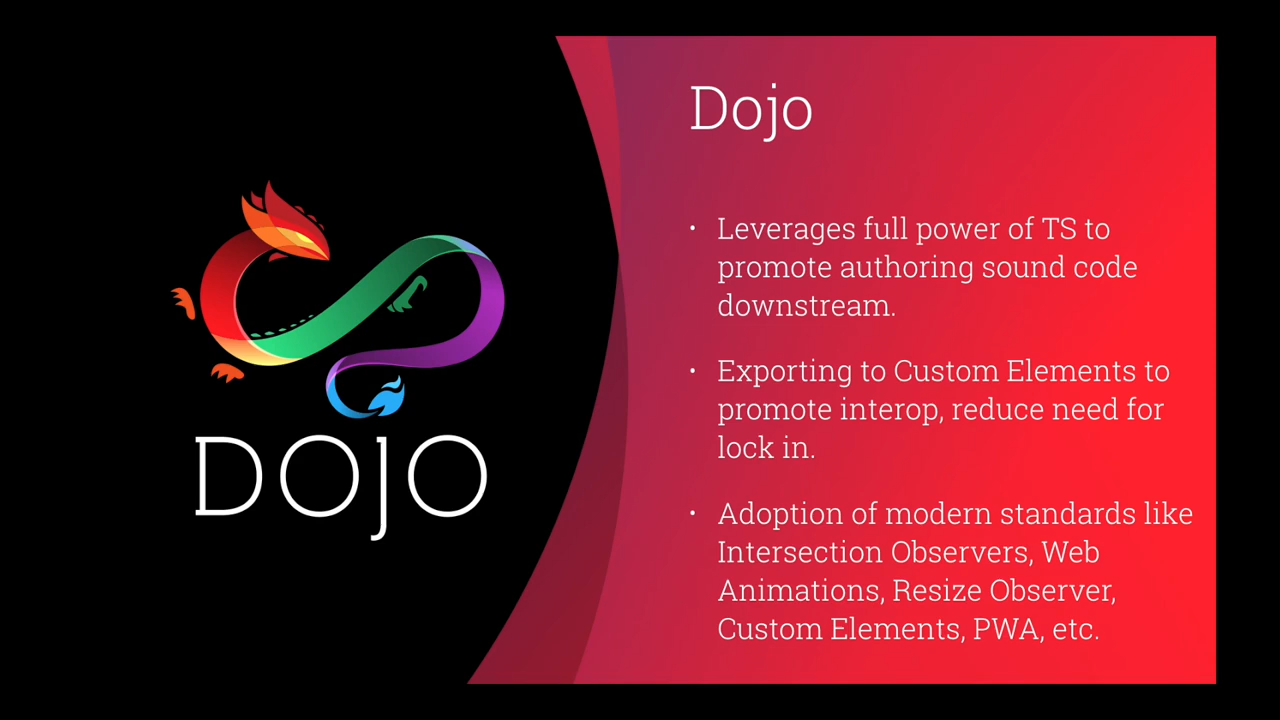 DOJO
Dojo
• Leverages full power of TS to
promote authoring sound code
downstream.
• Exporting to Custom Elements to
promote interop, reduce need for
lock in.
• Adoption of modern standards like
Intersection Observers, Web
Animations, Resize Observer,
Custom Elements, PWA, etc.